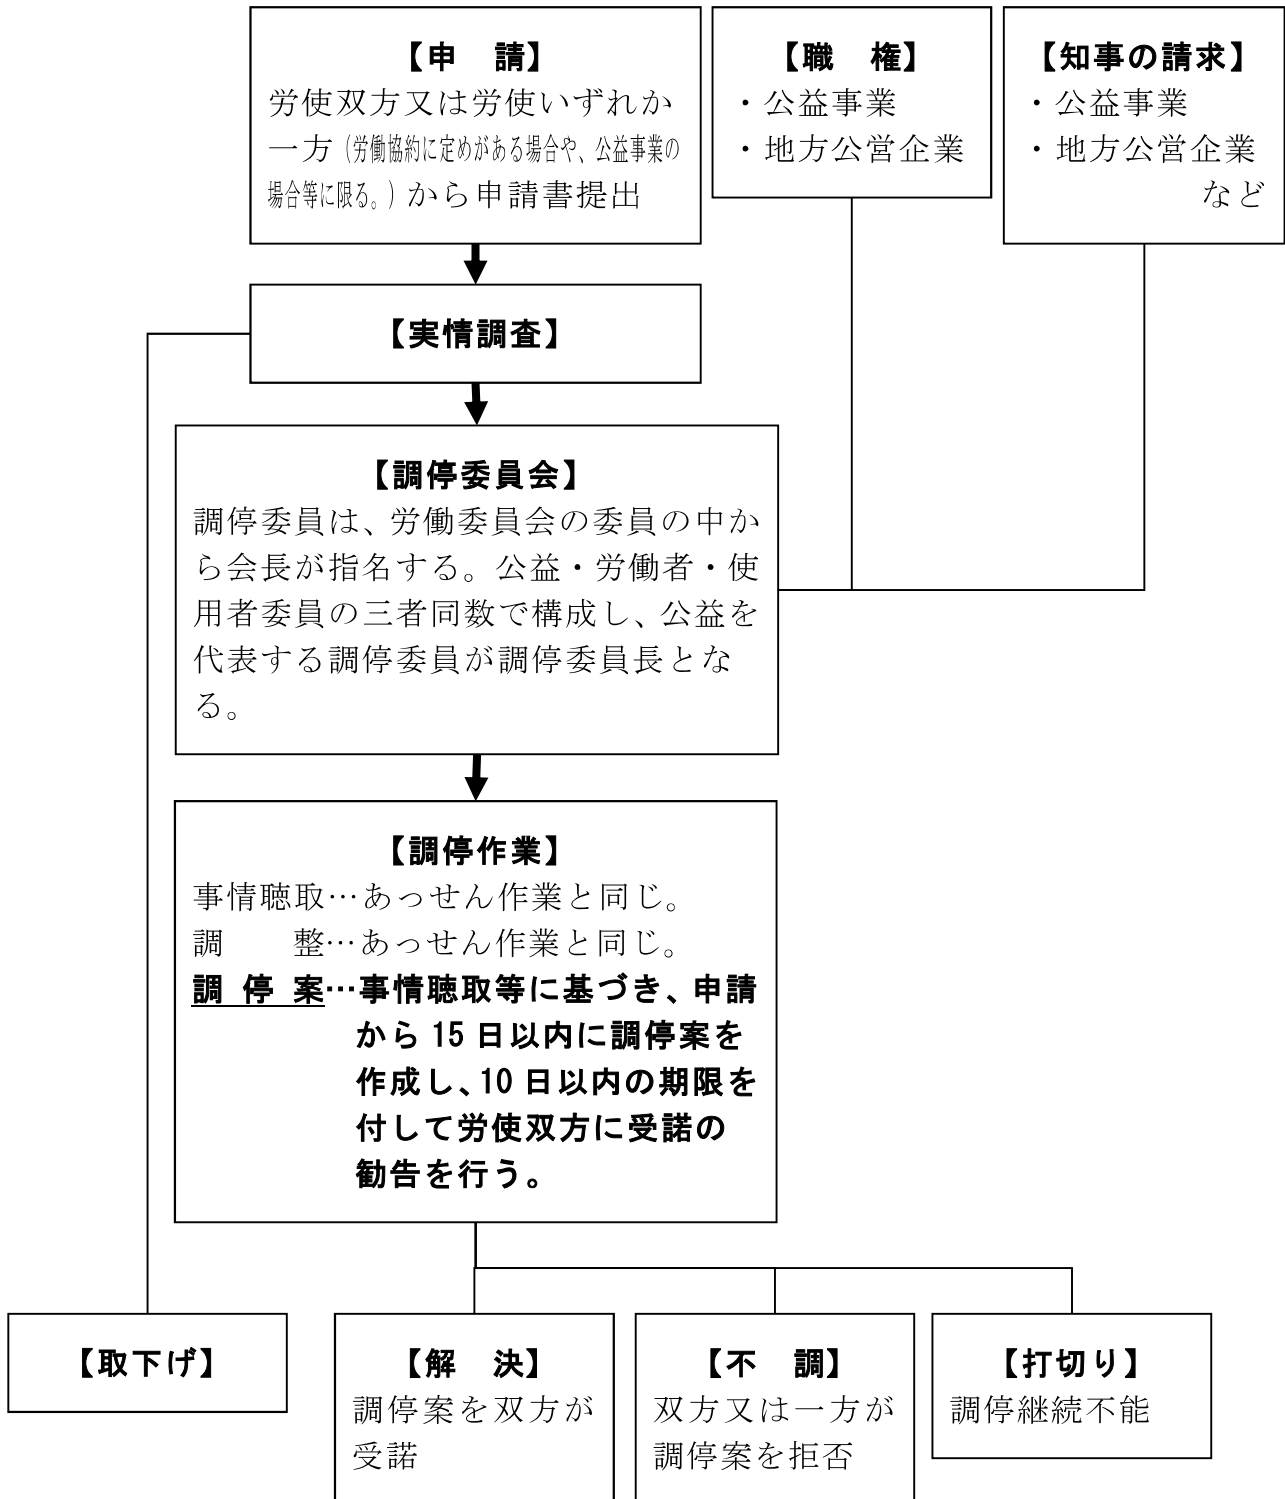 【申　請】
労使双方又は労使いずれか
一方（労働協約に定めがある場合や、公益事業の
場合等に限る。）から申請書提出
【職　権】
・公益事業
・地方公営企業
【知事の請求】
・公益事業
・地方公営企業
など
【実情調査】
【調停委員会】
調停委員は、労働委員会の委員の中か
ら会長が指名する。公益・労働者・使
用者委員の三者同数で構成し、公益を
代表する調停委員が調停委員長とな
る。
【調停作業】
事情聴取…あっせん作業と同じ。
調　　整…あっせん作業と同じ。
調 停 案…事情聴取等に基づき、申請
から 15 日以内に調停案を
作成し、10 日以内の期限を
付して労使双方に受諾の
勧告を行う。
【取下げ】
【解　決】
調停案を双方が
受諾
【不　調】
双方又は一方が
調停案を拒否
【打切り】
調停継続不能